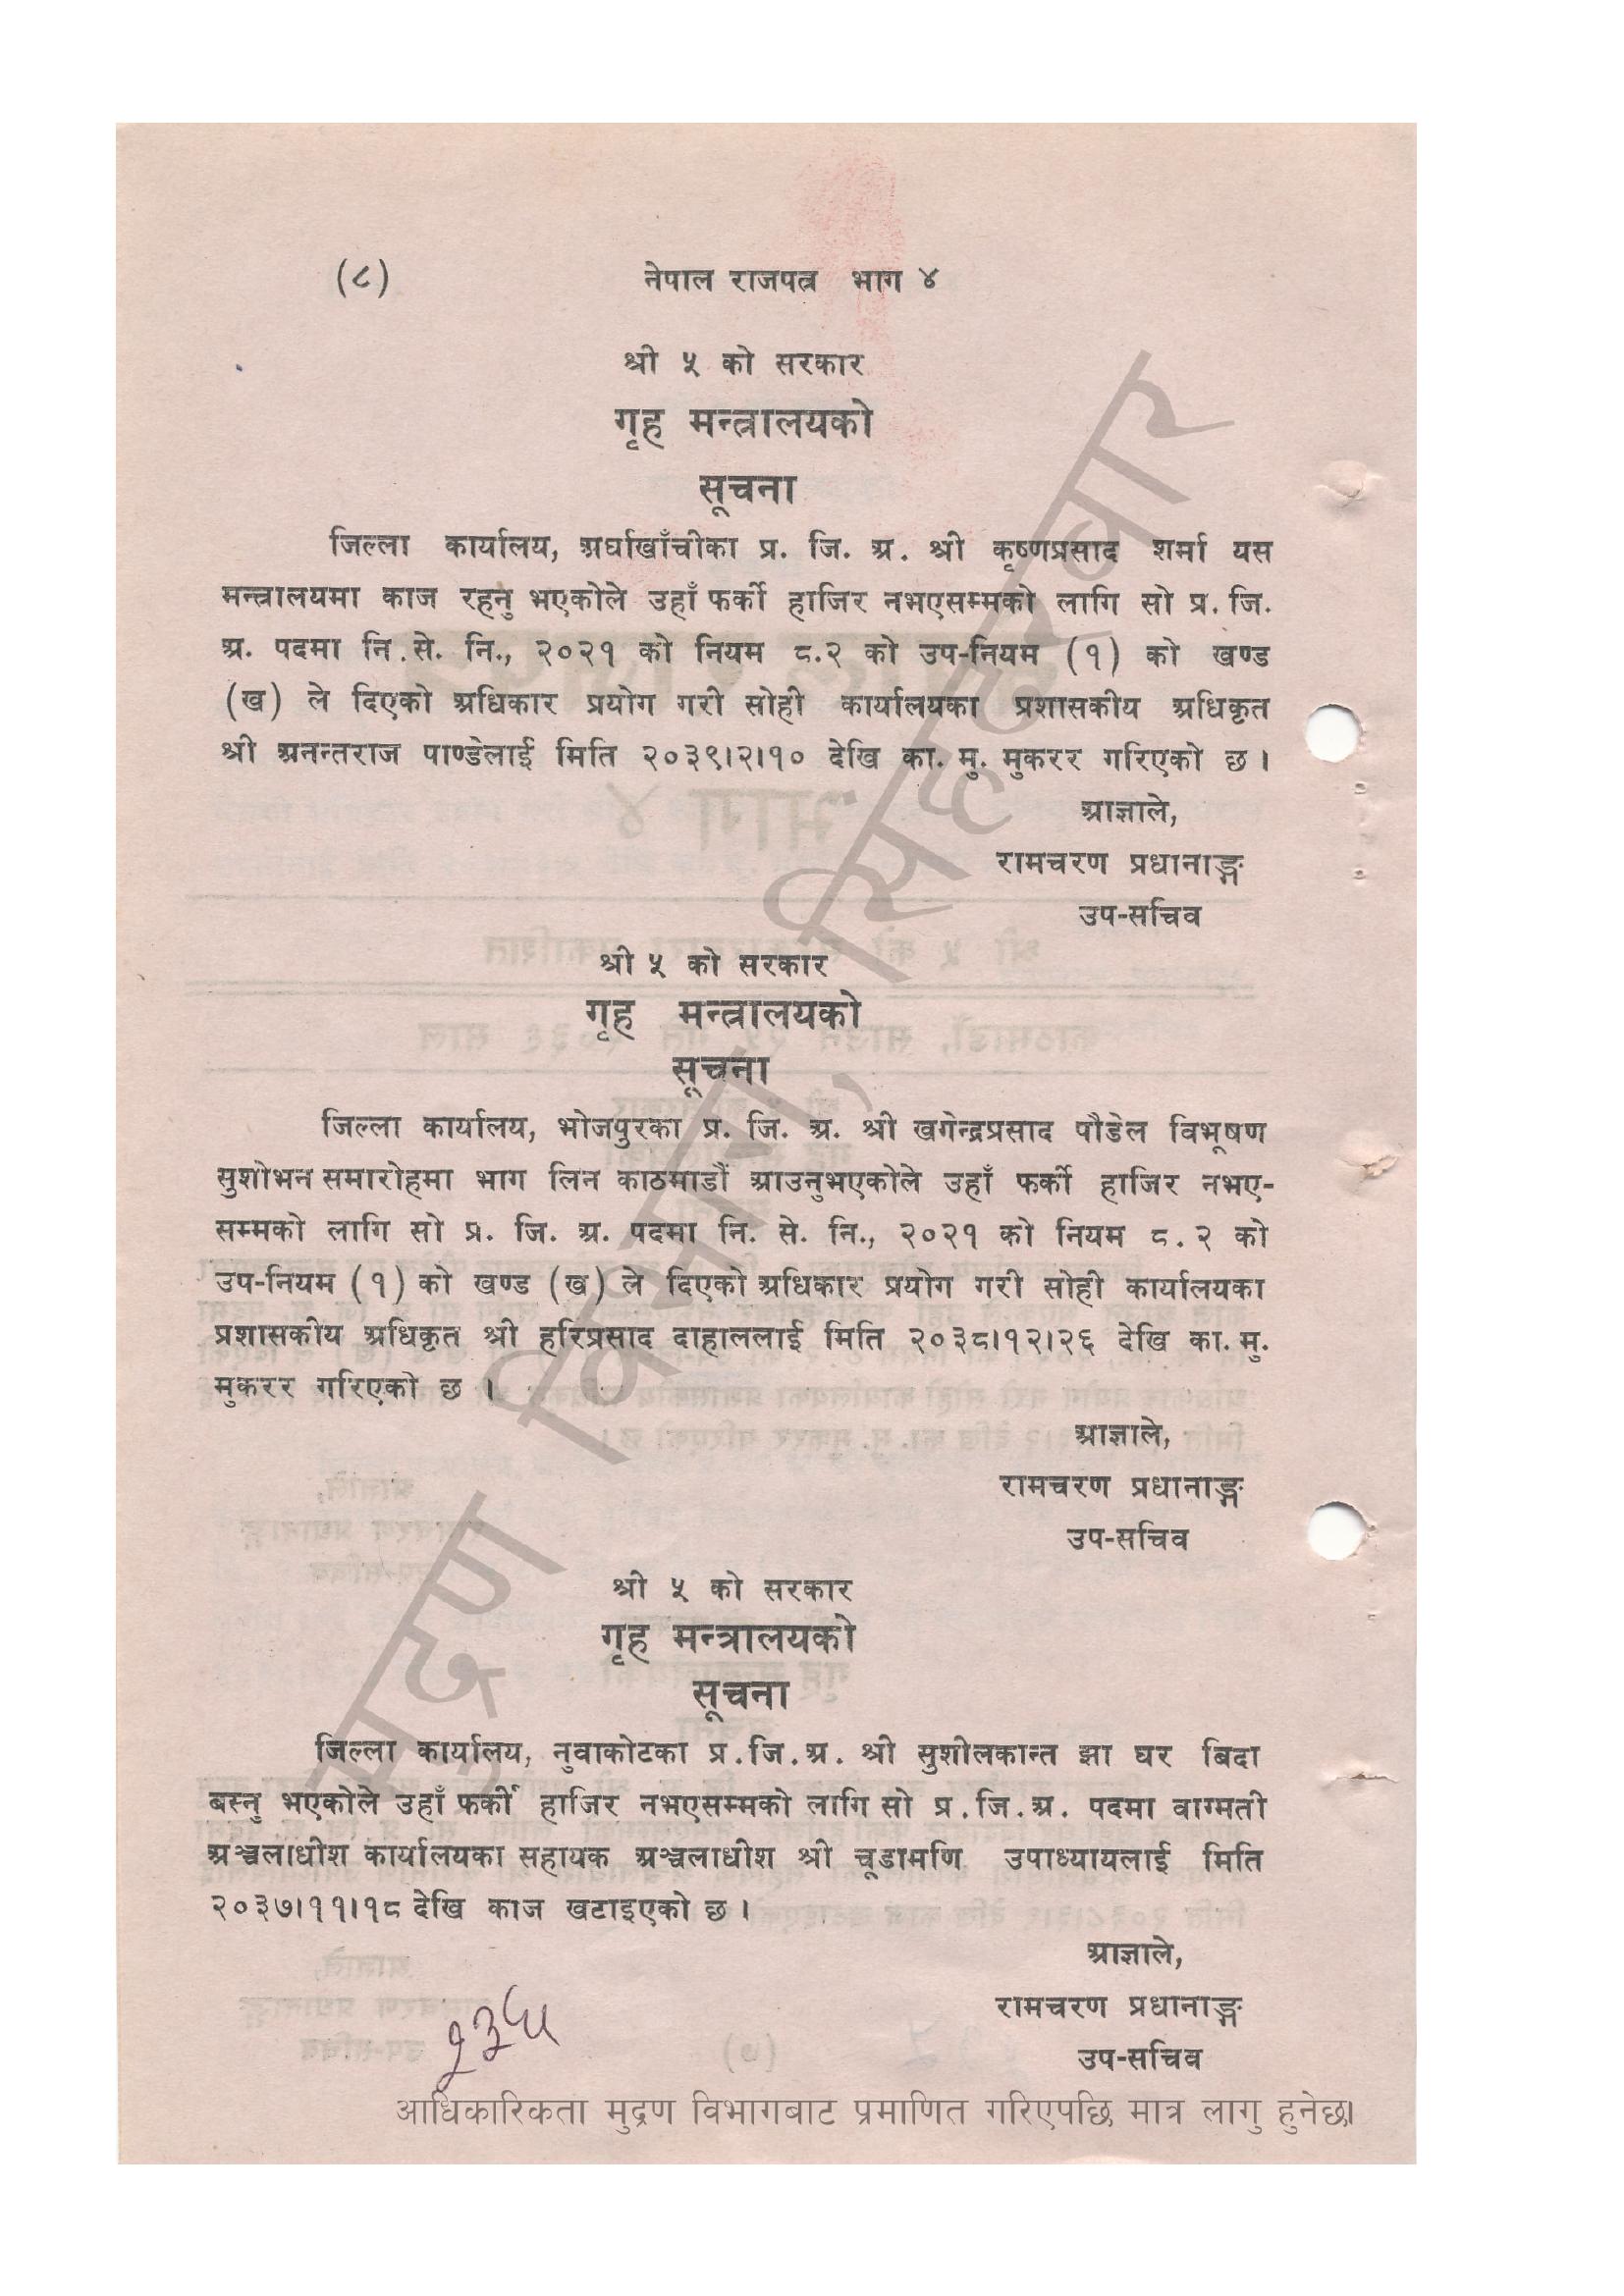 (८) नेपाल राजपत्र भाग ४
श्री ५ को सरकार
गृह मन्त्रालयको
सूचना
जिल्ला कार्यालय, अर्घाखाँचीका प्र. जि. अ. श्री कृष्णप्रसाद शर्मा यस
मन्त्रालयमा काज रहनु भएकोले उहाँ फर्की हाजिर नभएसम्मको लागि सो प्र. जि.
अ. पदमा नि. से. नि., २०२१ को नियम ८.२ को उप-नियम (१) को खण्ड
(ख) ले दिएको अधिकार प्रयोग गरी सोही कार्यालयका प्रशासकीय अधिकृत
श्री अनन्तराज पाण्डेलाई मिति २०३९।२।१० देखि का. मु. मुकरर गरिएको छ ।
आज्ञाले,
रामचरण प्रधानाङ्ग
उप-सचिव
श्री ५ को सरकार
गृह मन्त्रालयको
सूचना
जिल्ला कार्यालय, भोजपुरका प्र. जि. अ. श्री खगेन्द्रप्रसाद पौडेल विभूषण
सुशोभन समारोहमा भाग लिन काठमाडौं आउनुभएकोले उहाँ फर्की हाजिर नभए-
सम्मको लागि सो प्र. जि. अ. पदमा नि. से. नि., २०२१ को नियम ८.२ को
उप-नियम (१) को खण्ड (ख) ले दिएको अधिकार प्रयोग गरी सोही कार्यालयका
प्रशासकीय अधिकृत श्री हरिप्रसाद दाहाललाई मिति २०३८।१२।२६ देखि का. मु.
मुकरर गरिएको छ ।
आज्ञाले,
रामचरण प्रधानाङ्ग
उप-सचिव
श्री ५ को सरकार
गृह मन्त्रालयको
सूचना
जिल्ला कार्यालय, नुवाकोटका प्र. जि. अ. श्री सुशीलकान्त झा घर बिदा
बस्नु भएकोले उहाँ फर्की हाजिर नभएसम्मको लागि सो प्र. जि. अ. पदमा वाग्मती
अञ्चलाधीश कार्यालयका सहायक अञ्चलाधीश श्री चूडामणि उपाध्यायलाई मिति
२०३७।११।१८ देखि काज खटाइएको छ ।
आज्ञाले,
रामचरण प्रधानाङ्ग
उप-सचिव
१३५
आधिकारिकता मुद्रण विभागबाट प्रमाणित गरिएपछि मात्र लागु हुनेछ।
मुद्रण विभाग, सिंहदरबार